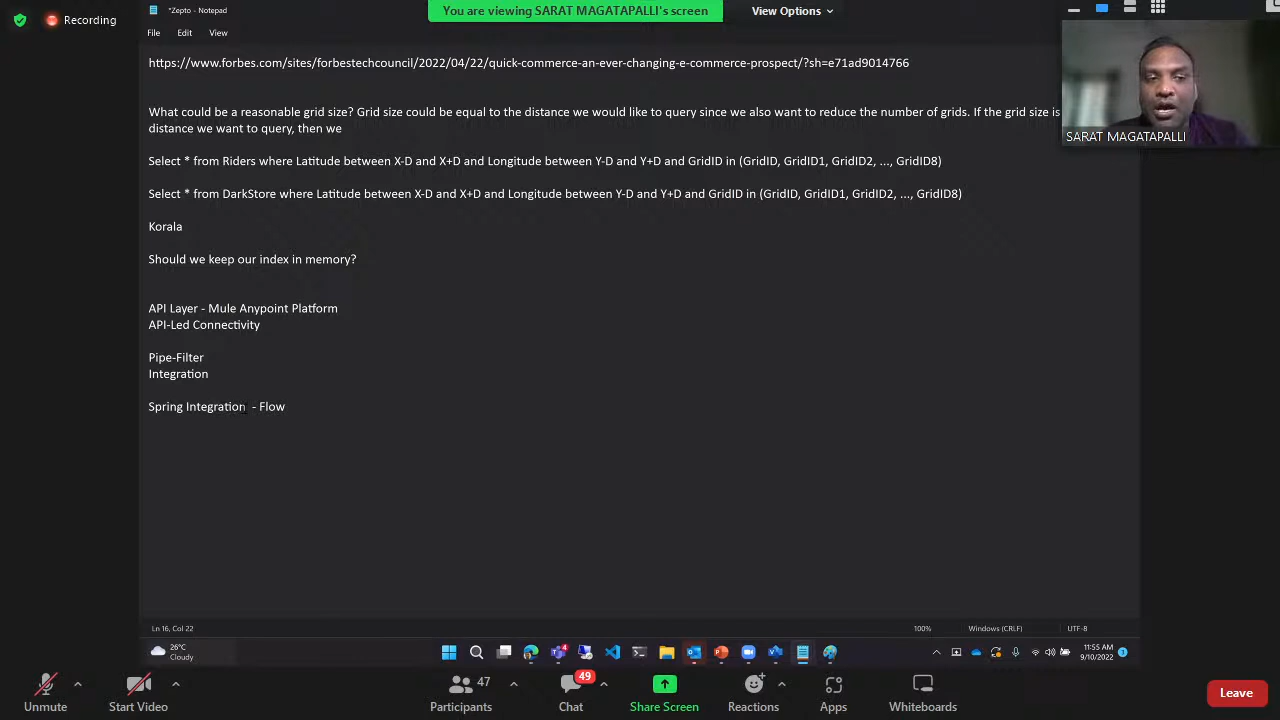 Recording
*Zepto - Notepad
You are viewing SARAT MAGATAPALLI's screen
View Options
File Edit View
https://www.forbes.com/sites/forbestechcouncil/2022/04/22/quick-commerce-an-ever-changing-e-commerce-prospect/?sh=e71ad9014766
What could be a reasonable grid size? Grid size could be equal to the distance we would like to query since we also want to reduce the number of grids. If the grid size is
distance we want to query, then we
SARAT MAGATAPALLI
Select * from Riders where Latitude between X-D and X+D and Longitude between Y-D and Y+D and GridID in (GridID, GridID1, GridID2, ..., GridID8)
Select * from DarkStore where Latitude between X-D and X+D and Longitude between Y-D and Y+D and GridID in (GridID, GridID1, GridID2, ..., GridID8)
Korala
Should we keep our index in memory?
API Layer - Mule Anypoint Platform
API-Led Connectivity
Pipe-Filter
Integration
Spring Integration - Flow
Ln 16, Col 22 100% Windows (CRLF) UTF-8
26°C
Cloudy
11:55 AM
9/10/2022
Unmute Start Video Participants 47 Chat 49 Share Screen Reactions Apps Whiteboards Leave